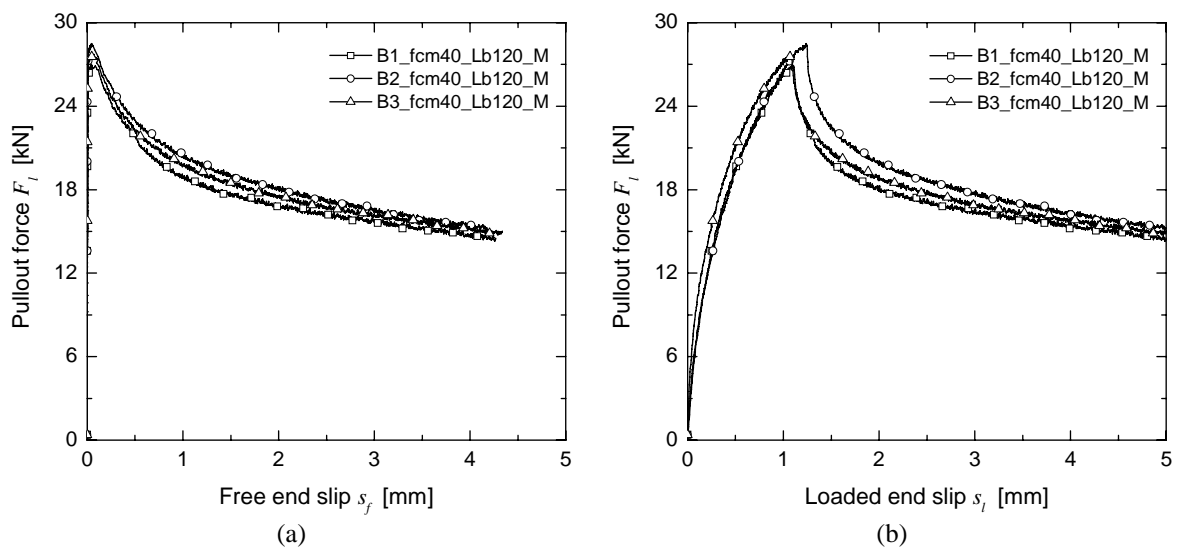 30
24
18
12
6
0
Pullout force F_l [kN]
B1_fcm40_Lb120_M
B2_fcm40_Lb120_M
B3_fcm40_Lb120_M
0 1 2 3 4 5
Free end slip s_f [mm]
(a)
30
24
18
12
6
0
Pullout force F_l [kN]
B1_fcm40_Lb120_M
B2_fcm40_Lb120_M
B3_fcm40_Lb120_M
0 1 2 3 4 5
Loaded end slip s_l [mm]
(b)